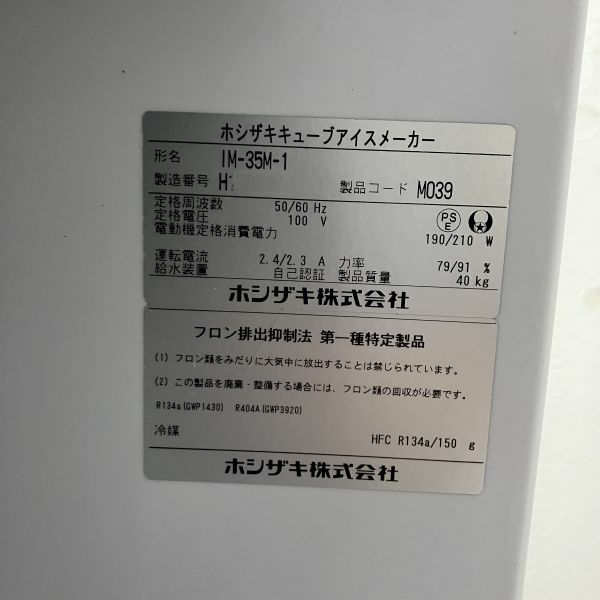 ホシザキキューブアイスメーカー
形名 IM-35M-1
製造番号 H 製品コード M039
定格周波数 50/60 Hz
定格電圧 100 V
PSE
電動機定格消費電力 190/210 W
運転電流 2.4/2.3 A 力率 79/91 %
給水装置 自己認証 製品質量 40 kg
ホシザキ株式会社
フロン排出抑制法 第一種特定製品
(1) フロン類をみだりに大気中に放出することは禁じられています。
(2) この製品を廃棄・整備する場合には、フロン類の回収が必要です。
R134a(GWP1430) R404A(GWP3920)
冷媒 HFC R134a/150 g
ホシザキ株式会社